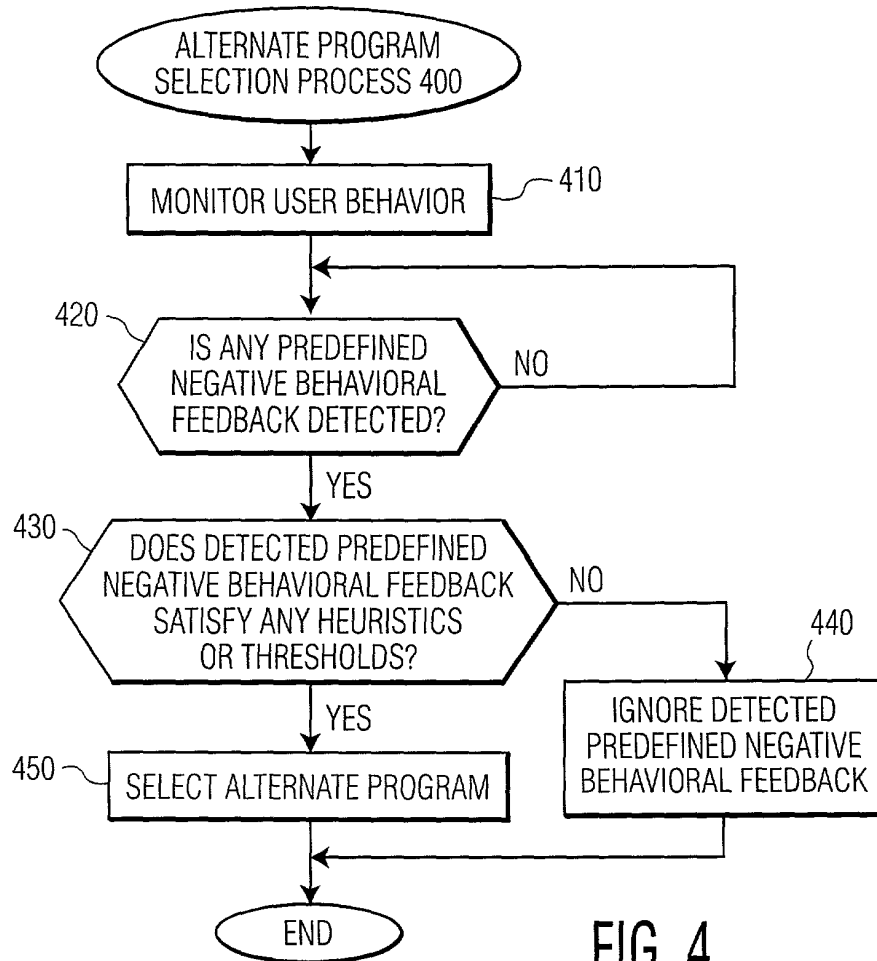 ALTERNATE PROGRAM
SELECTION PROCESS 400
MONITOR USER BEHAVIOR
410
420
IS ANY PREDEFINED
NEGATIVE BEHAVIORAL
FEEDBACK DETECTED?
NO
YES
430
DOES DETECTED PREDEFINED
NEGATIVE BEHAVIORAL FEEDBACK
SATISFY ANY HEURISTICS
OR THRESHOLDS?
NO
YES
440
IGNORE DETECTED
PREDEFINED NEGATIVE
BEHAVIORAL FEEDBACK
450
SELECT ALTERNATE PROGRAM
END
FIG. 4